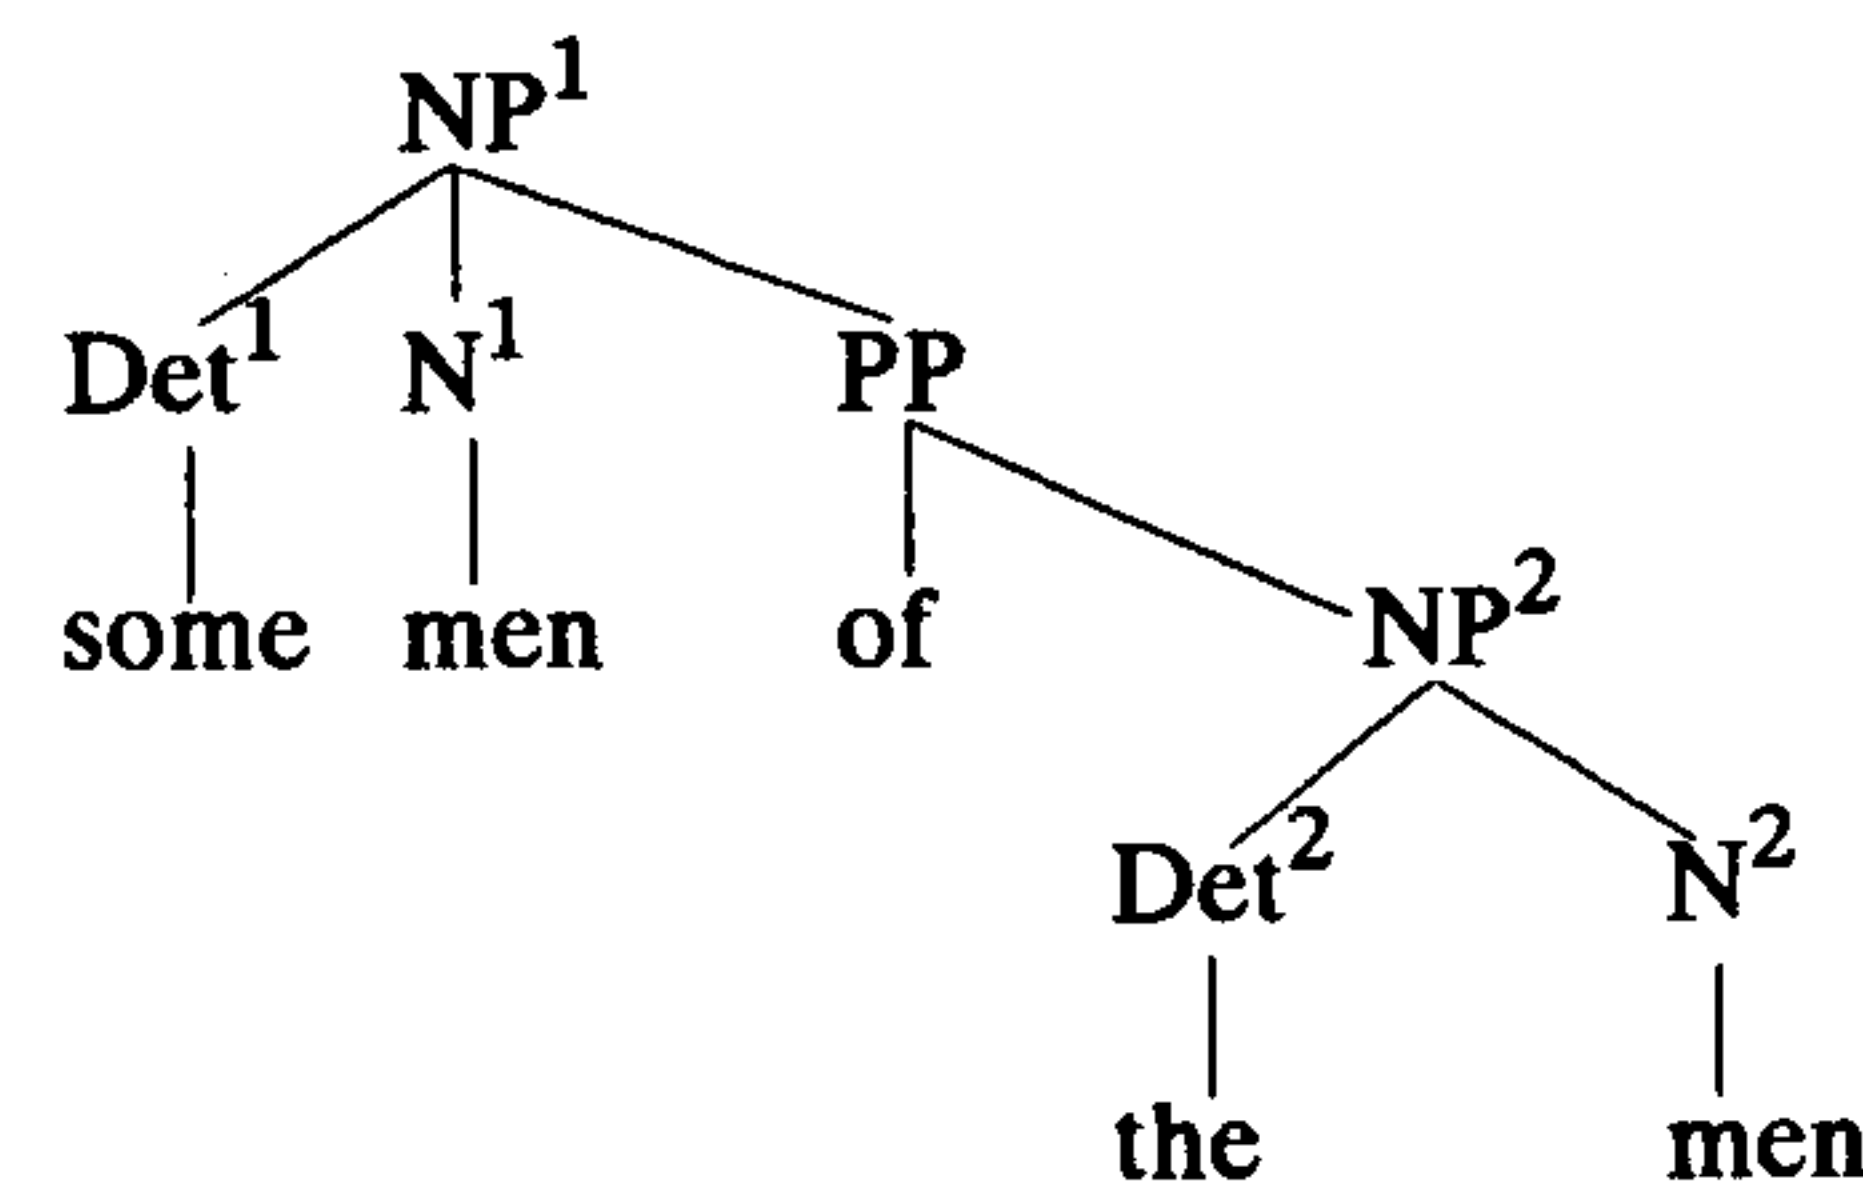 NP¹
Det¹ N¹ PP
some men of NP²
Det² N²
the men